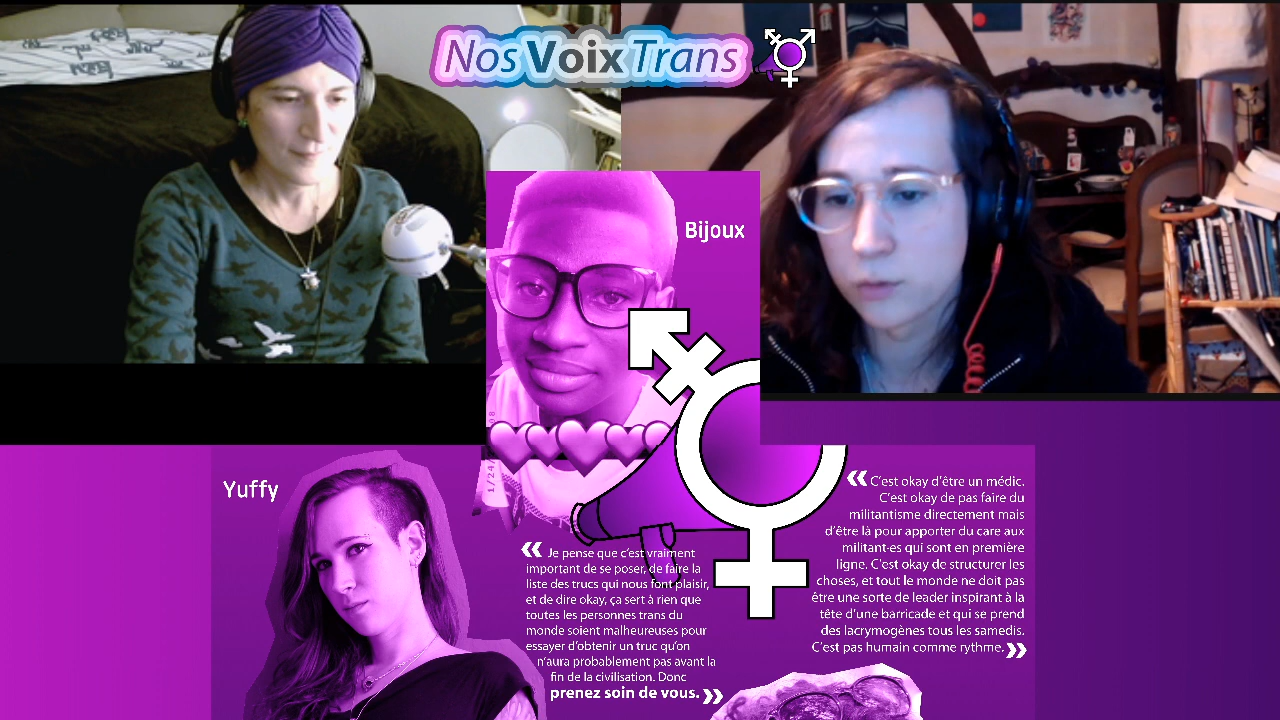 Nos Voix Trans
Bijoux
Yuffy
« Je pense que c'est vraiment
important de se poser, de faire la
liste des trucs qui nous font plaisir,
et de dire okay, ça sert à rien que
toutes les personnes trans du
monde soient malheureuses pour
essayer d'obtenir un truc qu'on
n'aura probablement pas avant la
fin de la civilisation. Donc
prenez soin de vous. »
« C'est okay d'être un médic.
C'est okay de pas faire du
militantisme directement mais
d'être là pour apporter du care aux
militant·es qui sont en première
ligne. C'est okay de structurer les
choses, et tout le monde ne doit pas
être une sorte de leader inspirant à la
tête d'une barricade et qui se prend
des lacrymogènes tous les samedis.
C'est pas humain comme rythme. »